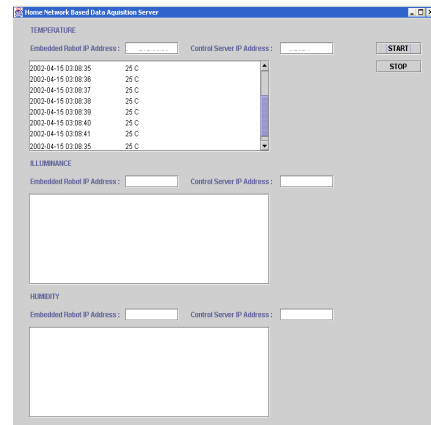 Home Network Based Data Aquisition Server
TEMPERATURE
Embedded Robot IP Address : Control Server IP Address : START
STOP
2002-04-15 03:08:35 25 C
2002-04-15 03:08:36 25 C
2002-04-15 03:08:37 25 C
2002-04-15 03:08:38 25 C
2002-04-15 03:08:39 25 C
2002-04-15 03:08:40 25 C
2002-04-15 03:08:41 25 C
2002-04-15 03:08:35 25 C
ILLUMINANCE
Embedded Robot IP Address : Control Server IP Address :
HUMIDITY
Embedded Robot IP Address : Control Server IP Address :